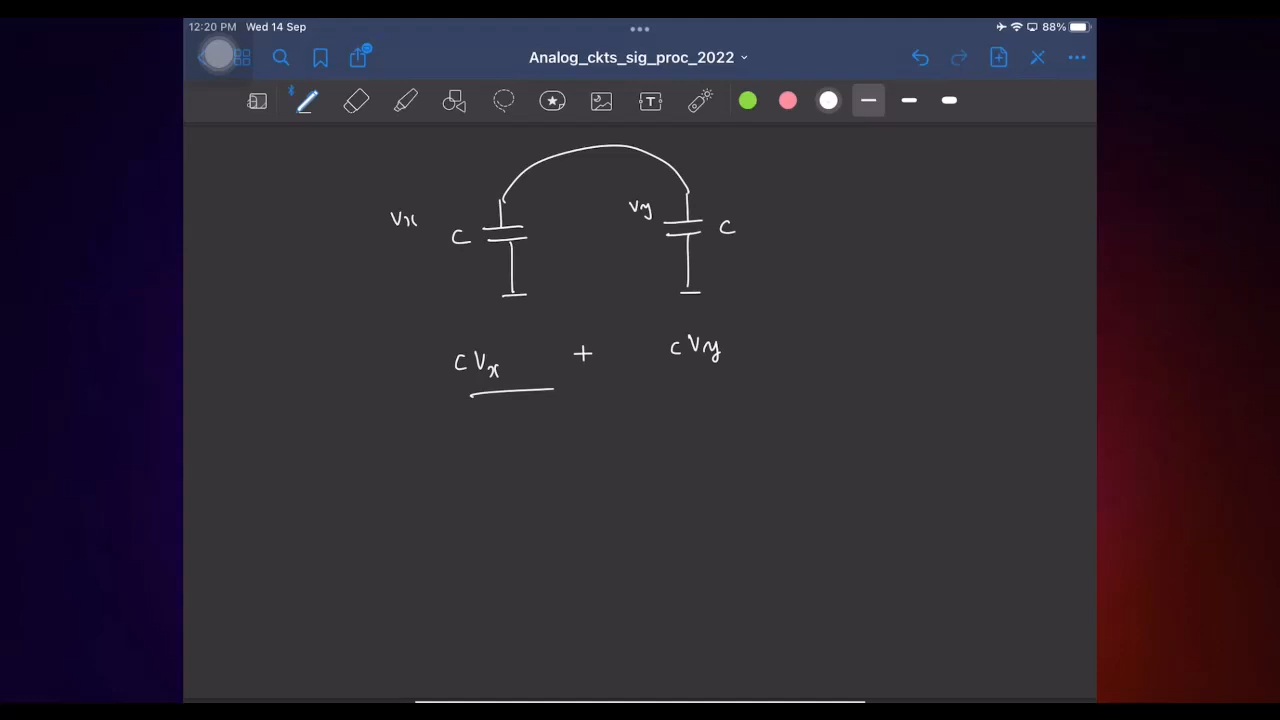 12:20 PM Wed 14 Sep
88%
Analog_ckts_sig_proc_2022
T
Vx
C
Vy
C
CVx + CVy